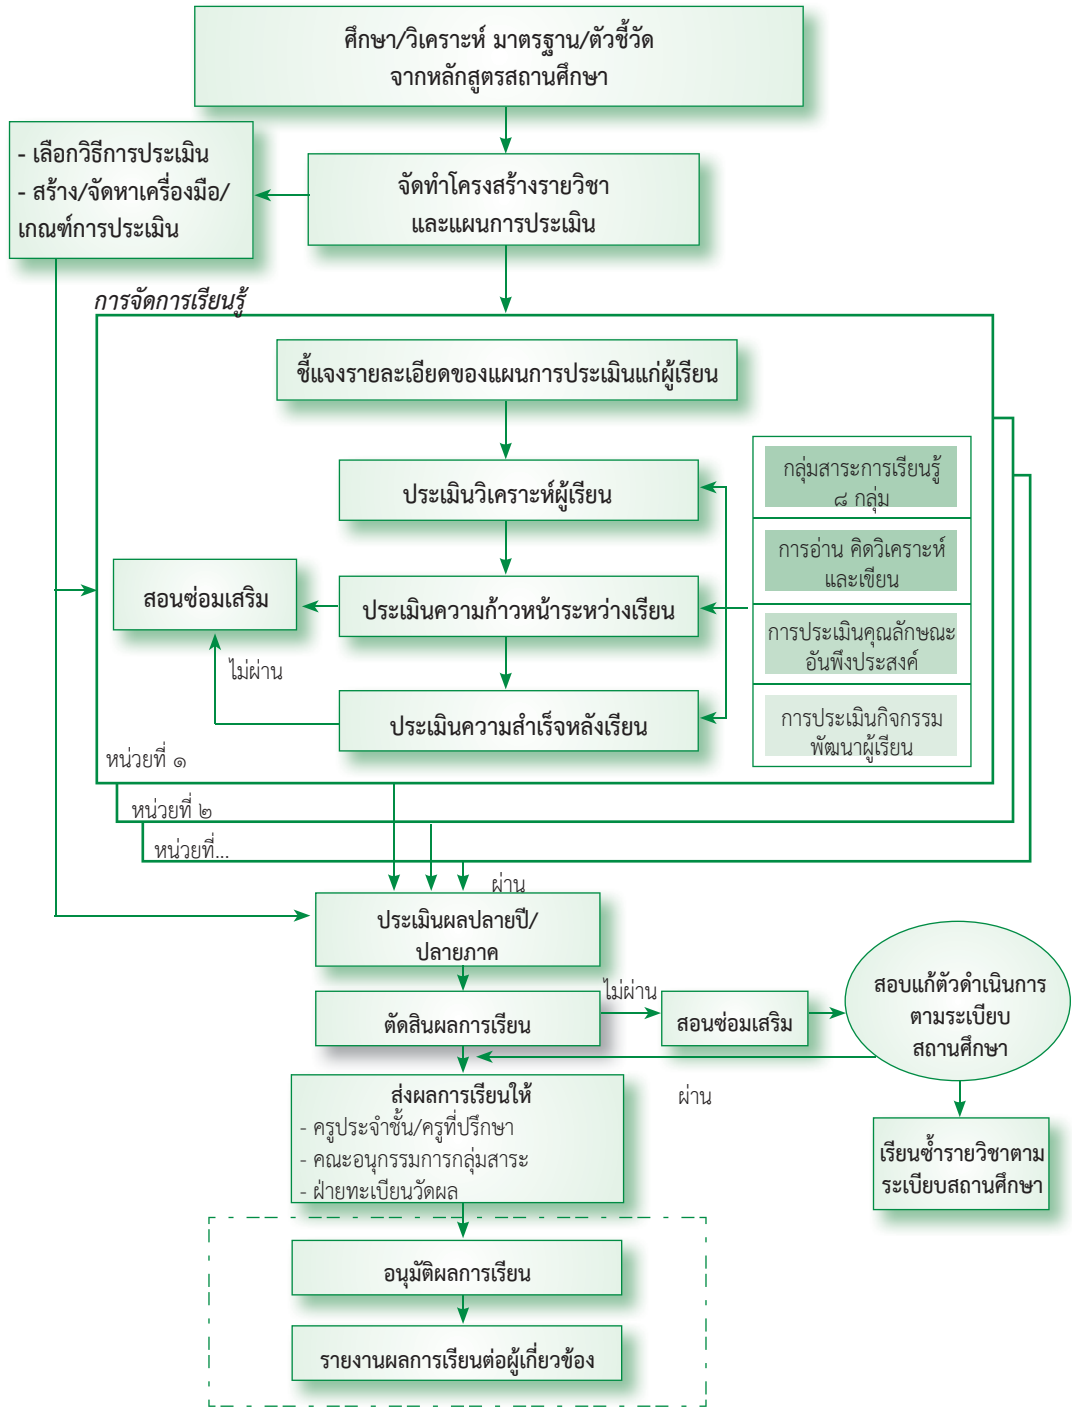 ศึกษา/วิเคราะห์ มาตรฐาน/ตัวชี้วัด
จากหลักสูตรสถานศึกษา
- เลือกวิธีการประเมิน
- สร้าง/จัดหาเครื่องมือ/
เกณฑ์การประเมิน
จัดทำโครงสร้างรายวิชา
และแผนการประเมิน
การจัดการเรียนรู้
ชี้แจงรายละเอียดของแผนการประเมินแก่ผู้เรียน
ประเมินวิเคราะห์ผู้เรียน
กลุ่มสาระการเรียนรู้
๘ กลุ่ม
การอ่าน คิดวิเคราะห์
และเขียน
สอนซ่อมเสริม
ประเมินความก้าวหน้าระหว่างเรียน
การประเมินคุณลักษณะ
อันพึงประสงค์
ไม่ผ่าน
ประเมินความสำเร็จหลังเรียน
การประเมินกิจกรรม
พัฒนาผู้เรียน
หน่วยที่ ๑
หน่วยที่ ๒
หน่วยที่...
ผ่าน
ประเมินผลปลายปี/
ปลายภาค
ตัดสินผลการเรียน
ไม่ผ่าน
สอนซ่อมเสริม
สอบแก้ตัวดำเนินการ
ตามระเบียบ
สถานศึกษา
ผ่าน
เรียนซ้ำรายวิชาตาม
ระเบียบสถานศึกษา
ส่งผลการเรียนให้
- ครูประจำชั้น/ครูที่ปรึกษา
- คณะอนุกรรมการกลุ่มสาระ
- ฝ่ายทะเบียนวัดผล
อนุมัติผลการเรียน
รายงานผลการเรียนต่อผู้เกี่ยวข้อง